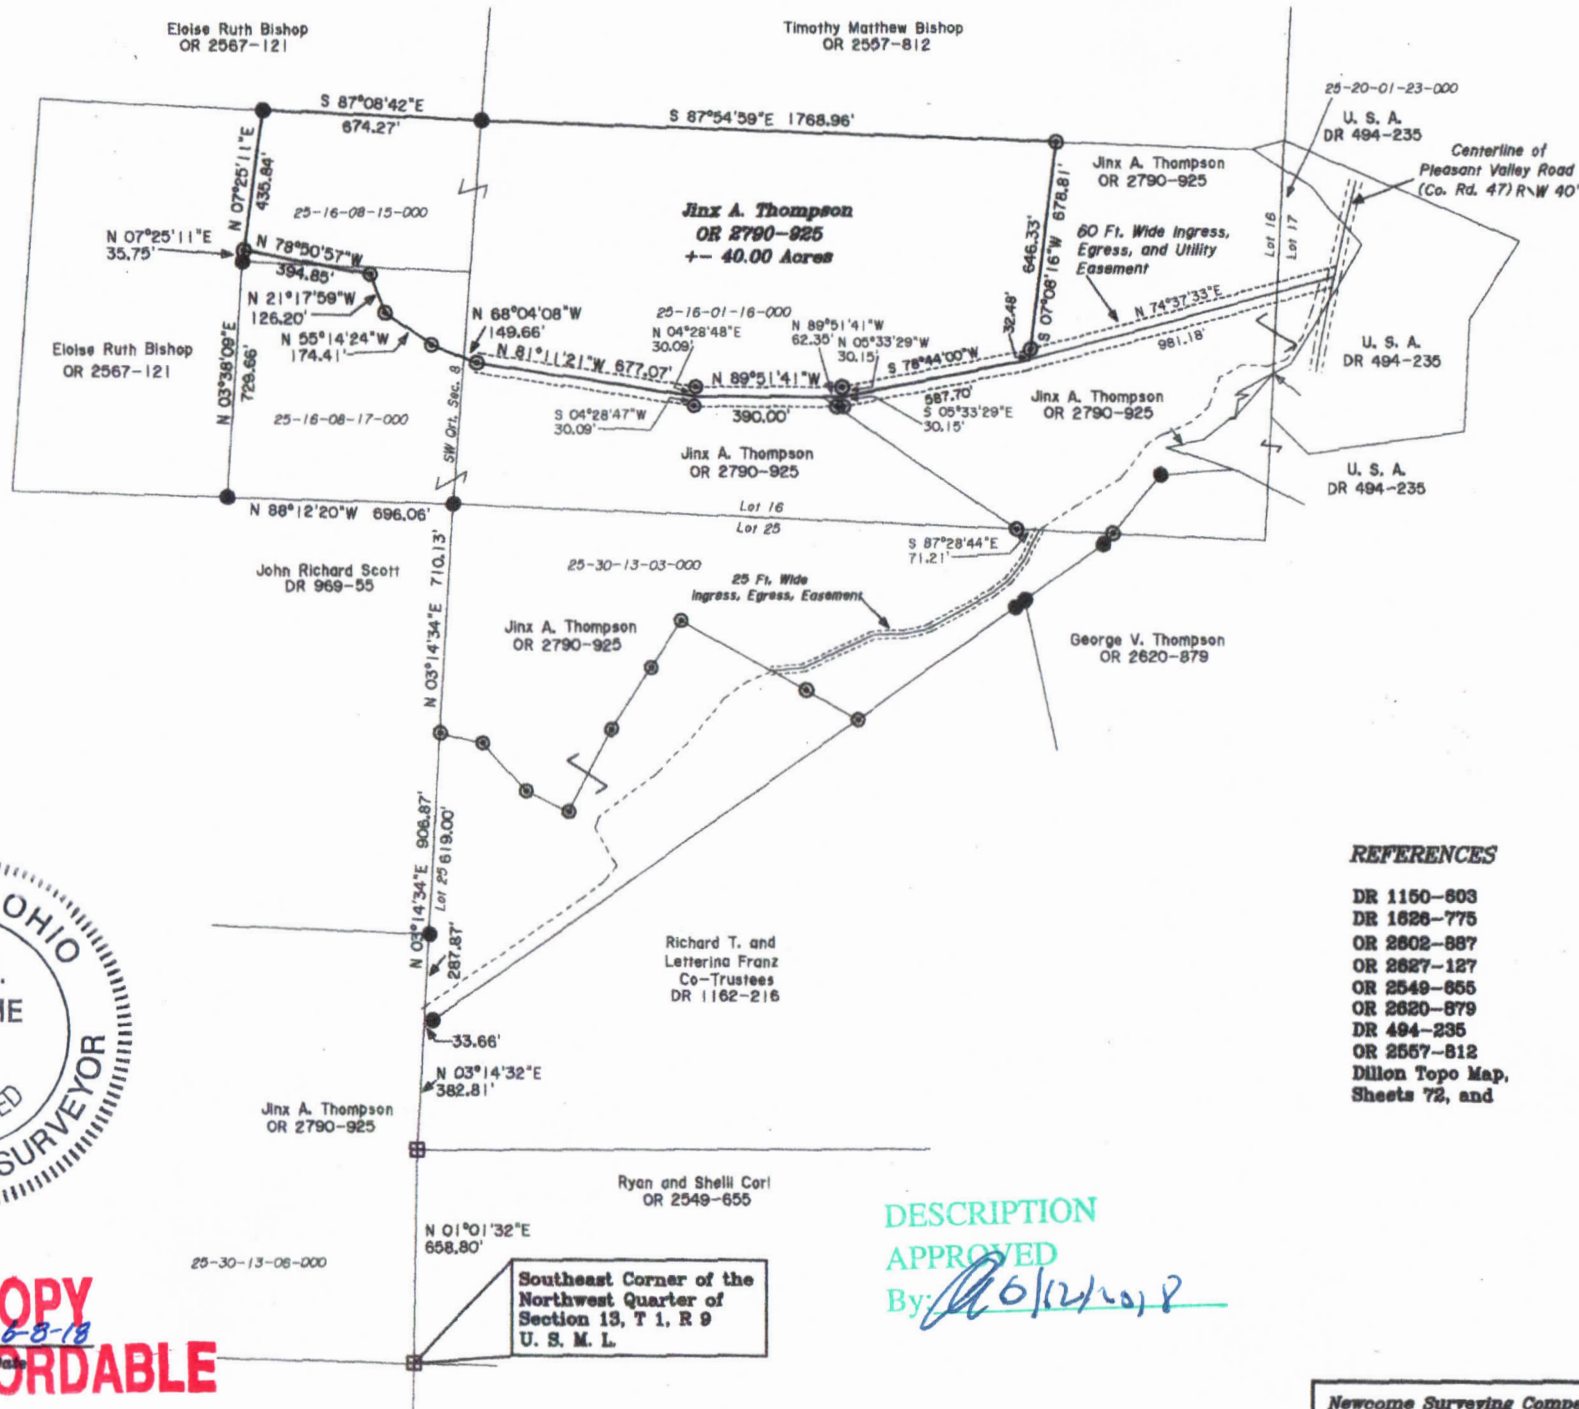 Eloise Ruth Bishop
OR 2567-121
Timothy Matthew Bishop
OR 2557-812
25-20-01-23-000
U. S. A.
DR 494-235
Centerline of
Pleasant Valley Road
(Co. Rd. 47) R\W 40'
S 87°08'42"E
674.27'
S 87°54'59"E 1768.96'
Jinx A. Thompson
OR 2790-925
N 07°25'11"E
435.84'
25-16-08-15-000
Jinx A. Thompson
OR 2790-925
+- 40.00 Acres
646.33'
S 07°08'16"W 678.81'
32.48'
60 Ft. Wide Ingress,
Egress, and Utility
Easement
Lot 16
Lot 17
N 07°25'11"E
35.75'
N 78°50'57"W
394.85'
N 21°17'59"W
126.20'
N 55°14'24"W
174.41'
N 68°04'08"W
149.66'
25-16-01-16-000
N 04°28'48"E
30.09'
N 89°51'41"W
62.35'
N 05°33'29"W
30.15'
N 74°37'33"E
981.18'
N 81°11'21"W 677.07'
N 89°51'41"W
390.00'
S 78°44'00"W
587.70'
S 05°33'29"E
30.15'
S 04°28'47"W
30.09'
Eloise Ruth Bishop
OR 2567-121
N 03°38'09"E
729.66'
25-16-08-17-000
SW Qrt. Sec. 8
Jinx A. Thompson
OR 2790-925
Jinx A. Thompson
OR 2790-925
U. S. A.
DR 494-235
U. S. A.
DR 494-235
N 88°12'20"W 696.06'
Lot 16
Lot 25
S 87°28'44"E
71.21'
John Richard Scott
DR 969-55
N 03°14'34"E 710.13'
25-30-13-03-000
25 Ft. Wide
Ingress, Egress, Easement
Jinx A. Thompson
OR 2790-925
George V. Thompson
OR 2620-879
N 03°14'34"E 906.87'
Lot 25 619.00'
287.87'
Richard T. and
Letterina Franz
Co-Trustees
DR 1162-216
33.66'
N 03°14'32"E
382.81'
Jinx A. Thompson
OR 2790-925
Ryan and Shelli Cori
OR 2549-655
N 01°01'32"E
658.80'
25-30-13-06-000
Southeast Corner of the
Northwest Quarter of
Section 13, T 1, R 9
U. S. M. L.
REFERENCES
DR 1150-603
DR 1626-775
OR 2602-887
OR 2627-127
OR 2549-655
OR 2620-879
DR 494-235
OR 2557-812
Dillon Topo Map,
Sheets 72, and
OHIO
SURVEYOR
DESCRIPTION
APPROVED
By: 6/12/2018
OPY
6-8-18
Date
ORDABLE
Newcome Surveying Compa